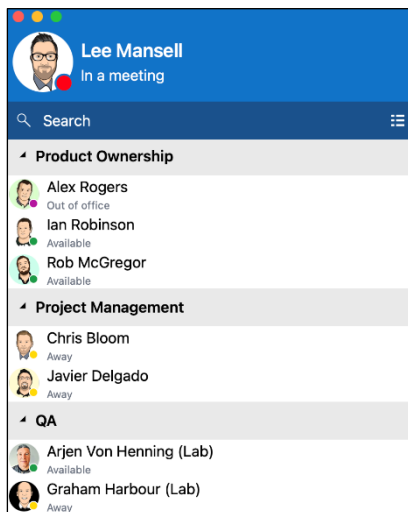 Lee Mansell
In a meeting
Search
Product Ownership
Alex Rogers
Out of office
Ian Robinson
Available
Rob McGregor
Available
Project Management
Chris Bloom
Away
Javier Delgado
Away
QA
Arjen Von Henning (Lab)
Available
Graham Harbour (Lab)
Away